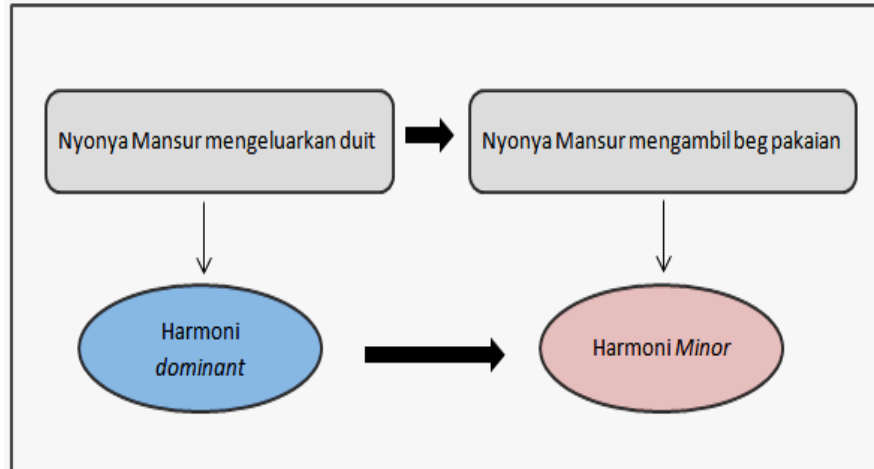 Nyonya Mansur mengeluarkan duit
Nyonya Mansur mengambil beg pakaian
Harmoni
dominant
Harmoni Minor